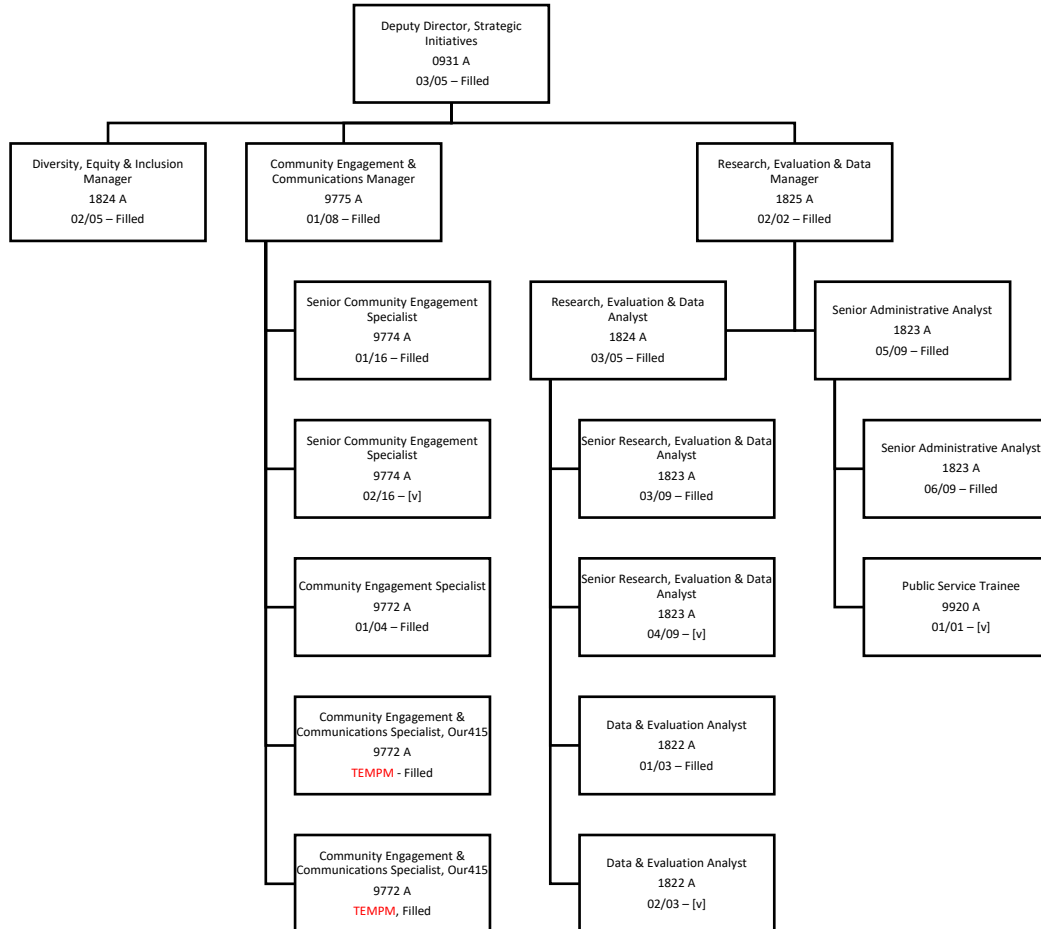 Deputy Director, Strategic
Initiatives
0931 A
03/05 – Filled
Diversity, Equity & Inclusion
Manager
1824 A
02/05 – Filled
Community Engagement &
Communications Manager
9775 A
01/08 – Filled
Research, Evaluation & Data
Manager
1825 A
02/02 – Filled
Senior Community Engagement
Specialist
9774 A
01/16 – Filled
Senior Community Engagement
Specialist
9774 A
02/16 – [v]
Community Engagement Specialist
9772 A
01/04 – Filled
Community Engagement &
Communications Specialist, Our415
9772 A
TEMPM - Filled
Community Engagement &
Communications Specialist, Our415
9772 A
TEMPM, Filled
Research, Evaluation & Data
Analyst
1824 A
03/05 – Filled
Senior Research, Evaluation & Data
Analyst
1823 A
03/09 – Filled
Senior Research, Evaluation & Data
Analyst
1823 A
04/09 – [v]
Data & Evaluation Analyst
1822 A
01/03 – Filled
Data & Evaluation Analyst
1822 A
02/03 – [v]
Senior Administrative Analyst
1823 A
05/09 – Filled
Senior Administrative Analyst
1823 A
06/09 – Filled
Public Service Trainee
9920 A
01/01 – [v]